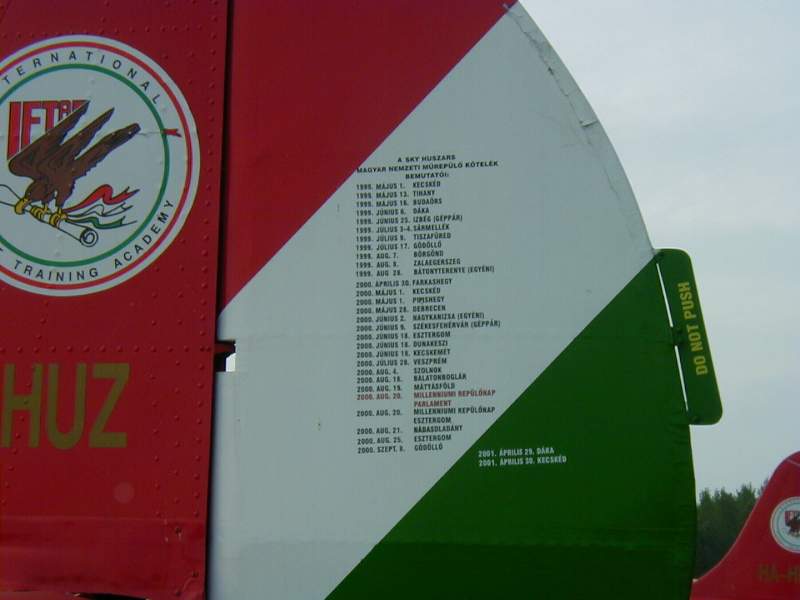 INTERNATIONAL
IFTA
TRAINING ACADEMY
HUZ
A SKY HUSZARS
MAGYAR NEMZETI MŰREPÜLŐ KÖTELÉK
BEMUTATÓI:
1999. MÁJUS 1. KECSKÉD
1999. MÁJUS 13. TIHANY
1999. MÁJUS 16. BUDAÖRS
1999. JÚNIUS 6. DÁKA
1999. JÚNIUS 25. IZBÉG (GÉPPÁR)
1999. JÚLIUS 3-4. SÁRMELLÉK
1999. JÚLIUS 9. TISZAFÜRED
1999. JÚLIUS 17. GÖDÖLLŐ
1999. AUG. 7. BÖRGÖND
1999. AUG. 8. ZALAEGERSZEG
1999. AUG 28. BÁTONYTERENYE (EGYÉNI)
2000. ÁPRILIS 30. FARKASHEGY
2000. MÁJUS 1. KECSKÉD
2000. MÁJUS 1. PIPISHEGY
2000. MÁJUS 28. DEBRECEN
2000. JÚNIUS 2. NAGYKANIZSA (EGYÉNI)
2000. JÚNIUS 9. SZÉKESFEHÉRVÁR (GÉPPÁR)
2000. JÚNIUS 18. ESZTERGOM
2000. JÚNIUS 18. DUNAKESZI
2000. JÚNIUS 18. KECSKEMÉT
2000. JÚLIUS 29. VESZPRÉM
2000. AUG. 4. SZOLNOK
2000. AUG. 18. BALATONBOGLÁR
2000. AUG. 19. MÁTYÁSFÖLD
2000. AUG. 20. MILLENNIUMI REPÜLŐNAP
PARLAMENT
2000. AUG. 20. MILLENNIUMI REPÜLŐNAP
ESZTERGOM
2000. AUG. 21. NÁDASDLADÁNY
2000. AUG. 25. ESZTERGOM
2000. SZEPT. 8. GÖDÖLLŐ
2001. ÁPRILIS 29. DÁKA
2001. ÁPRILIS 30. KECSKÉD
DO NOT PUSH